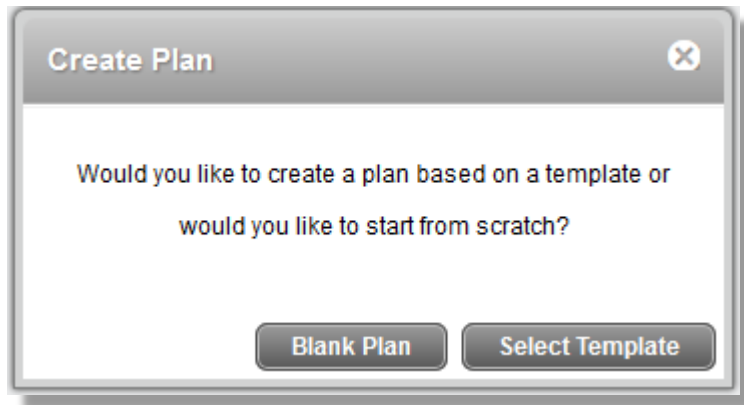 Create Plan
Would you like to create a plan based on a template or
would you like to start from scratch?
Blank Plan
Select Template